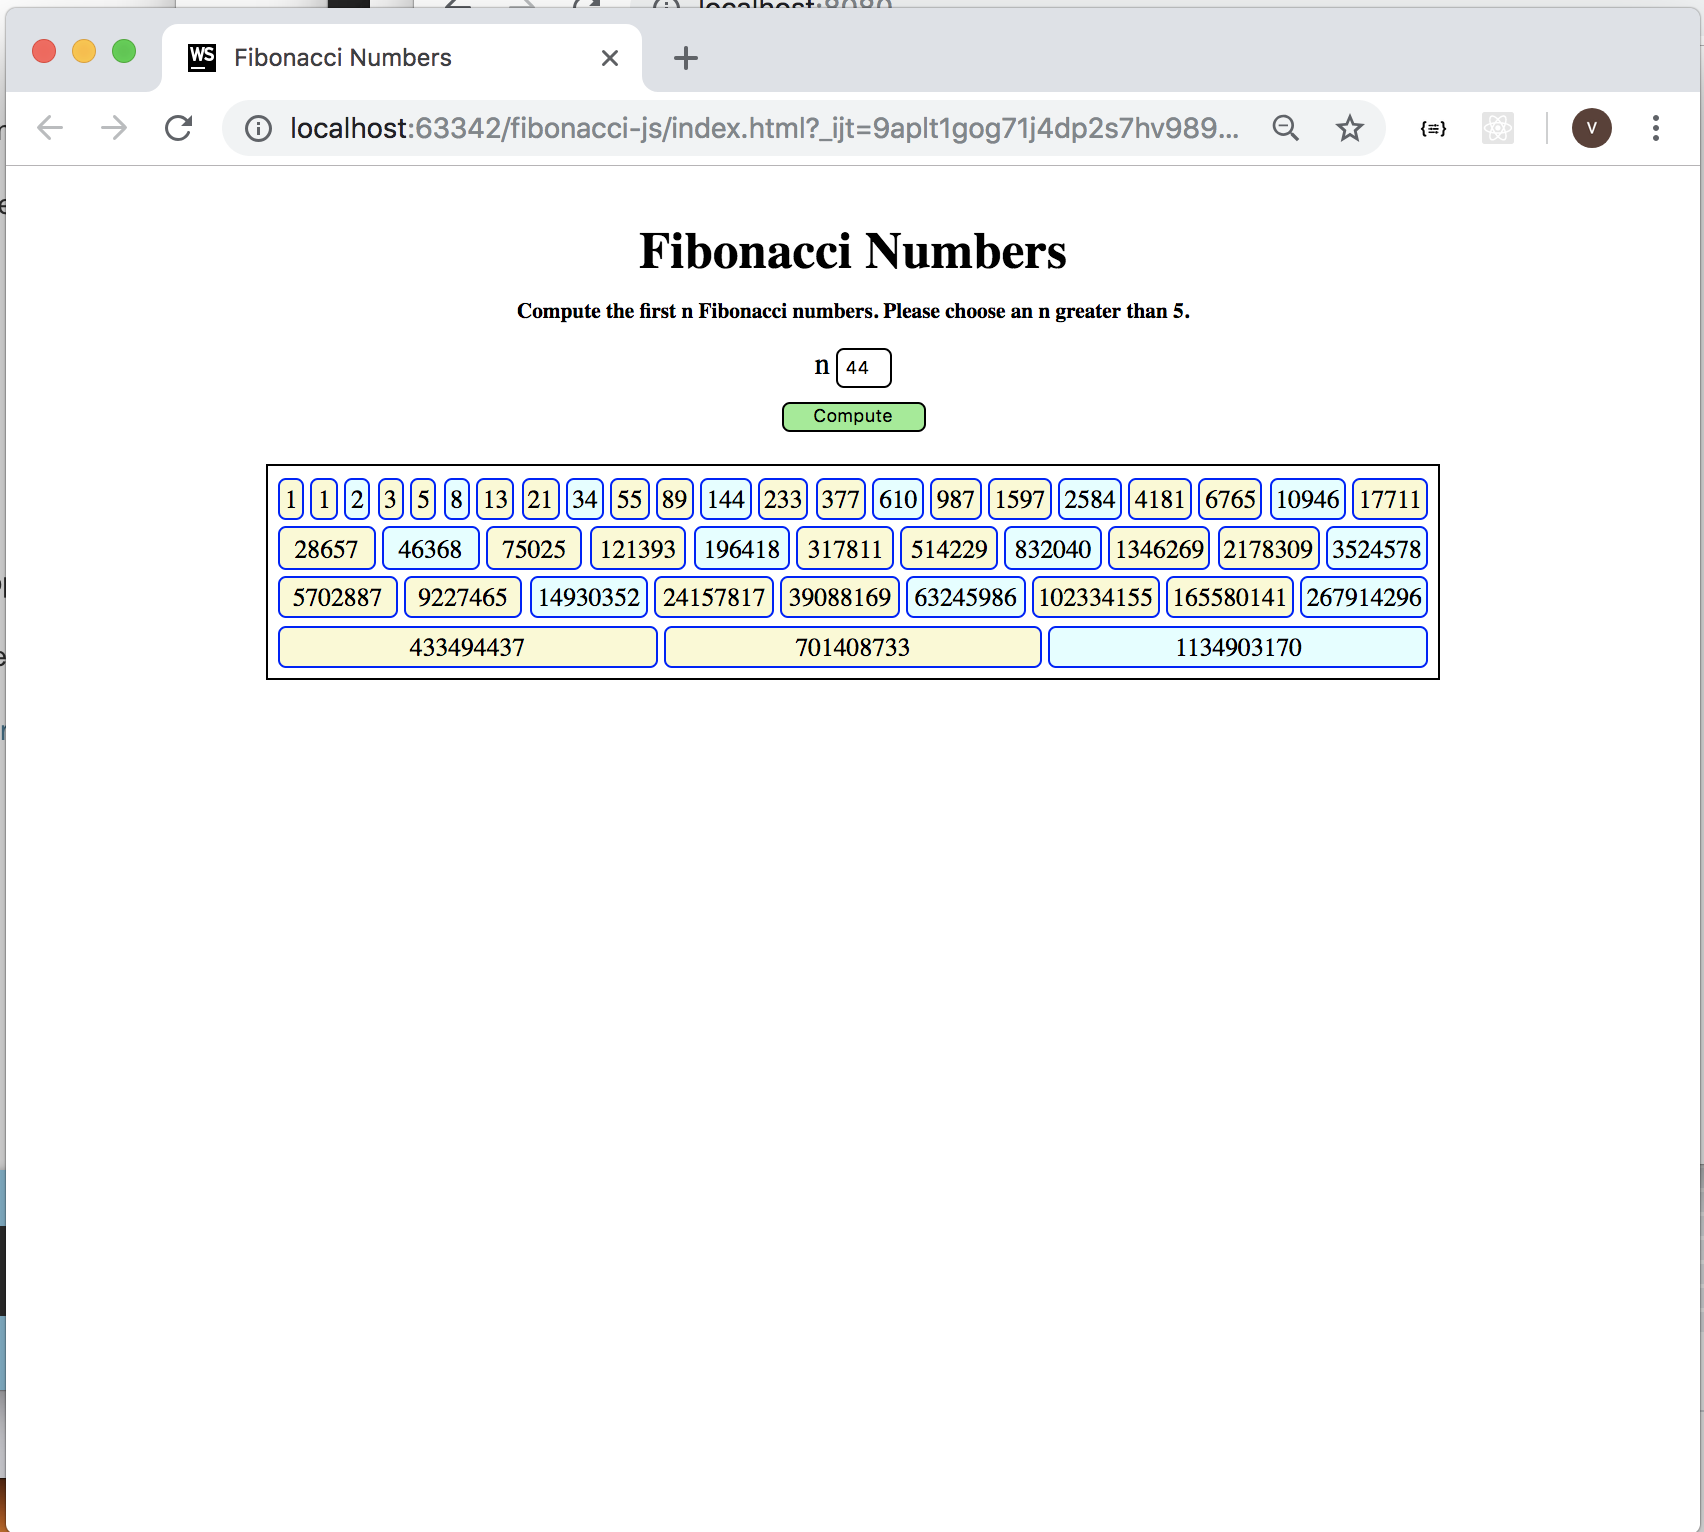 localhost:8080
WS Fibonacci Numbers
localhost:63342/fibonacci-js/index.html?_ijt=9aplt1gog71j4dp2s7hv989... V
Fibonacci Numbers
Compute the first n Fibonacci numbers. Please choose an n greater than 5.
n 44
Compute
1 1 2 3 5 8 13 21 34 55 89 144 233 377 610 987 1597 2584 4181 6765 10946 17711
28657 46368 75025 121393 196418 317811 514229 832040 1346269 2178309 3524578
5702887 9227465 14930352 24157817 39088169 63245986 102334155 165580141 267914296
433494437 701408733 1134903170